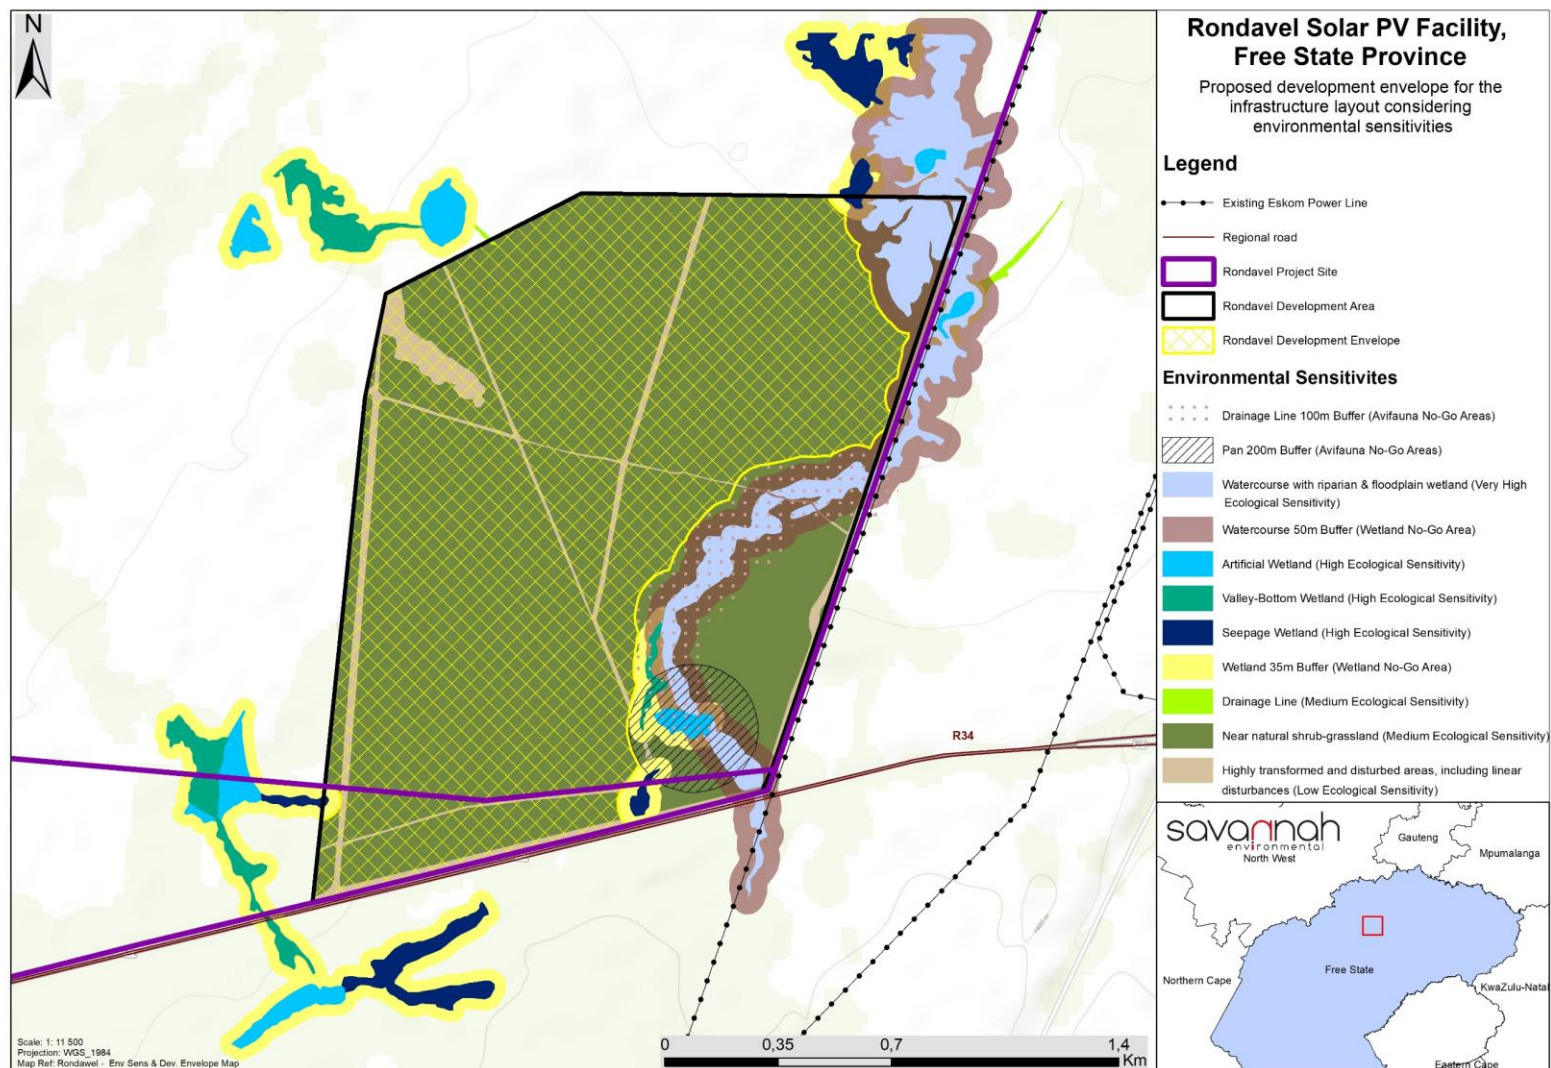 N
Rondavel Solar PV Facility,
Free State Province
Proposed development envelope for the
infrastructure layout considering
environmental sensitivities
Legend
Existing Eskom Power Line
Regional road
Rondavel Project Site
Rondavel Development Area
Rondavel Development Envelope
Environmental Sensitivites
Drainage Line 100m Buffer (Avifauna No-Go Areas)
Pan 200m Buffer (Avifauna No-Go Areas)
Watercourse with riparian & floodplain wetland (Very High
Ecological Sensitivity)
Watercourse 50m Buffer (Wetland No-Go Area)
Artificial Wetland (High Ecological Sensitivity)
Valley-Bottom Wetland (High Ecological Sensitivity)
Seepage Wetland (High Ecological Sensitivity)
Wetland 35m Buffer (Wetland No-Go Area)
Drainage Line (Medium Ecological Sensitivity)
Near natural shrub-grassland (Medium Ecological Sensitivity)
Highly transformed and disturbed areas, including linear
disturbances (Low Ecological Sensitivity)
R34
savannah
environmental
North West
Gauteng
Mpumalanga
Free State
Northern Cape
KwaZulu-Natal
Eastern Cape
0 0,35 0,7 1,4
Km
Scale: 1: 11 500
Projection: WGS_1984
Map Ref: Rondawel - Env Sens & Dev. Envelope Map